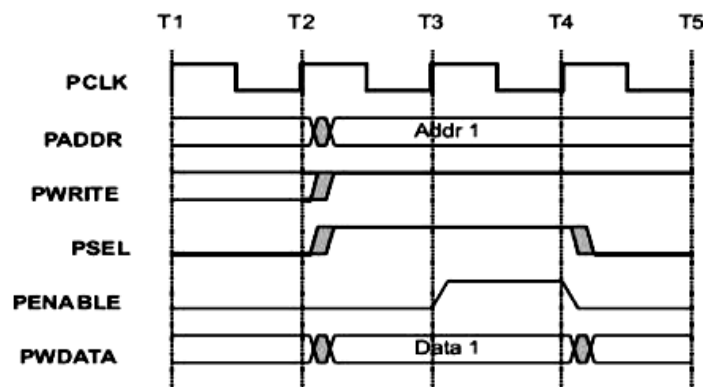 T1 T2 T3 T4 T5
PCLK
PADDR Addr 1
PWRITE
PSEL
PENABLE
PWDATA Data 1